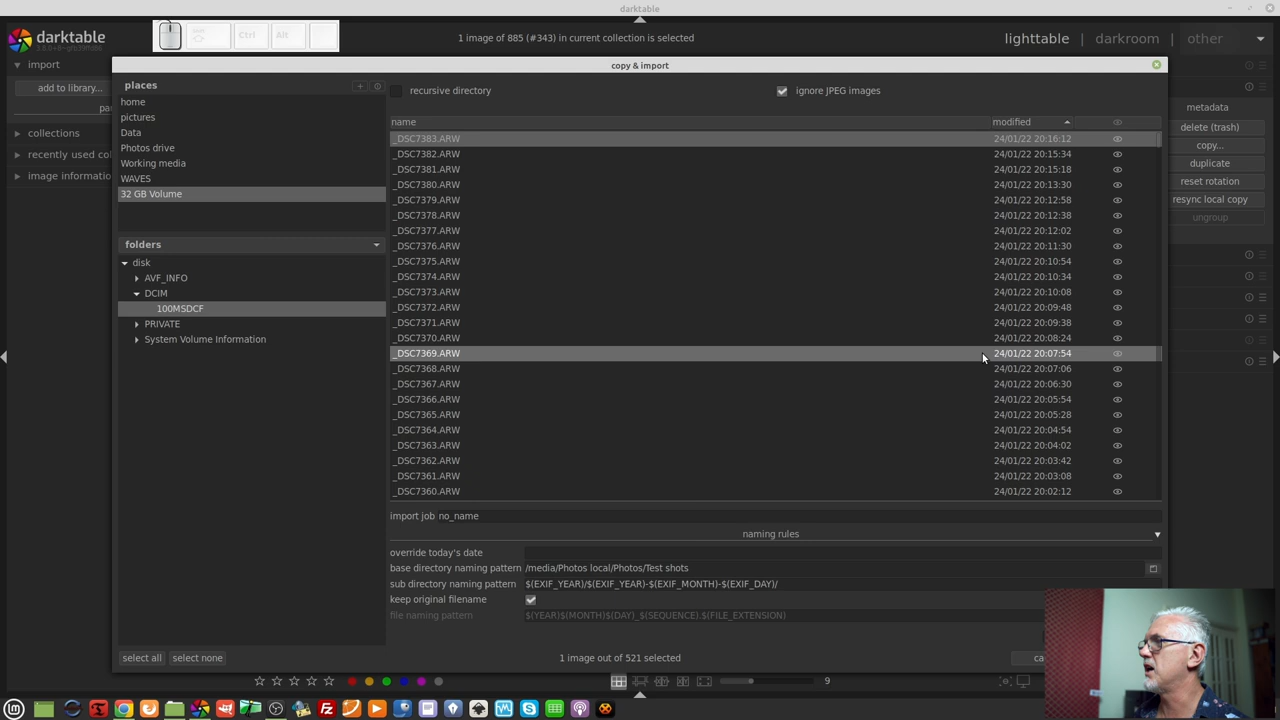 darktable
darktable
Ctrl
Alt
1 image of 885 (#343) in current collection is selected
lighttable | darkroom | other
import
add to library...
collections
image informatio
metadata
delete (trash)
copy...
duplicate
reset rotation
resync local copy
ungroup
copy & import
places
home
pictures
Data
Photos drive
Working media
WAVES
32 GB Volume
folders
disk
AVF_INFO
DCIM
100MSDCF
PRIVATE
System Volume Information
recursive directory
ignore JPEG images
name modified
_DSC7383.ARW 24/01/22 20:16:12
_DSC7382.ARW 24/01/22 20:15:34
_DSC7381.ARW 24/01/22 20:15:18
_DSC7380.ARW 24/01/22 20:13:30
_DSC7379.ARW 24/01/22 20:12:58
_DSC7378.ARW 24/01/22 20:12:38
_DSC7377.ARW 24/01/22 20:12:02
_DSC7376.ARW 24/01/22 20:11:30
_DSC7375.ARW 24/01/22 20:10:54
_DSC7374.ARW 24/01/22 20:10:34
_DSC7373.ARW 24/01/22 20:10:08
_DSC7372.ARW 24/01/22 20:09:48
_DSC7371.ARW 24/01/22 20:09:38
_DSC7370.ARW 24/01/22 20:08:24
_DSC7369.ARW 24/01/22 20:07:54
_DSC7368.ARW 24/01/22 20:07:06
_DSC7367.ARW 24/01/22 20:06:30
_DSC7366.ARW 24/01/22 20:05:54
_DSC7365.ARW 24/01/22 20:05:28
_DSC7364.ARW 24/01/22 20:04:54
_DSC7363.ARW 24/01/22 20:04:02
_DSC7362.ARW 24/01/22 20:03:42
_DSC7361.ARW 24/01/22 20:03:08
_DSC7360.ARW 24/01/22 20:02:12
import job no_name
naming rules
override today's date
base directory naming pattern /media/Photos local/Photos/Test shots
sub directory naming pattern $(EXIF_YEAR)/$(EXIF_YEAR)-$(EXIF_MONTH)-$(EXIF_DAY)/
keep original filename
file naming pattern $(YEAR)$(MONTH)$(DAY)_$(SEQUENCE).$(FILE_EXTENSION)
select all select none 1 image out of 521 selected ca
9